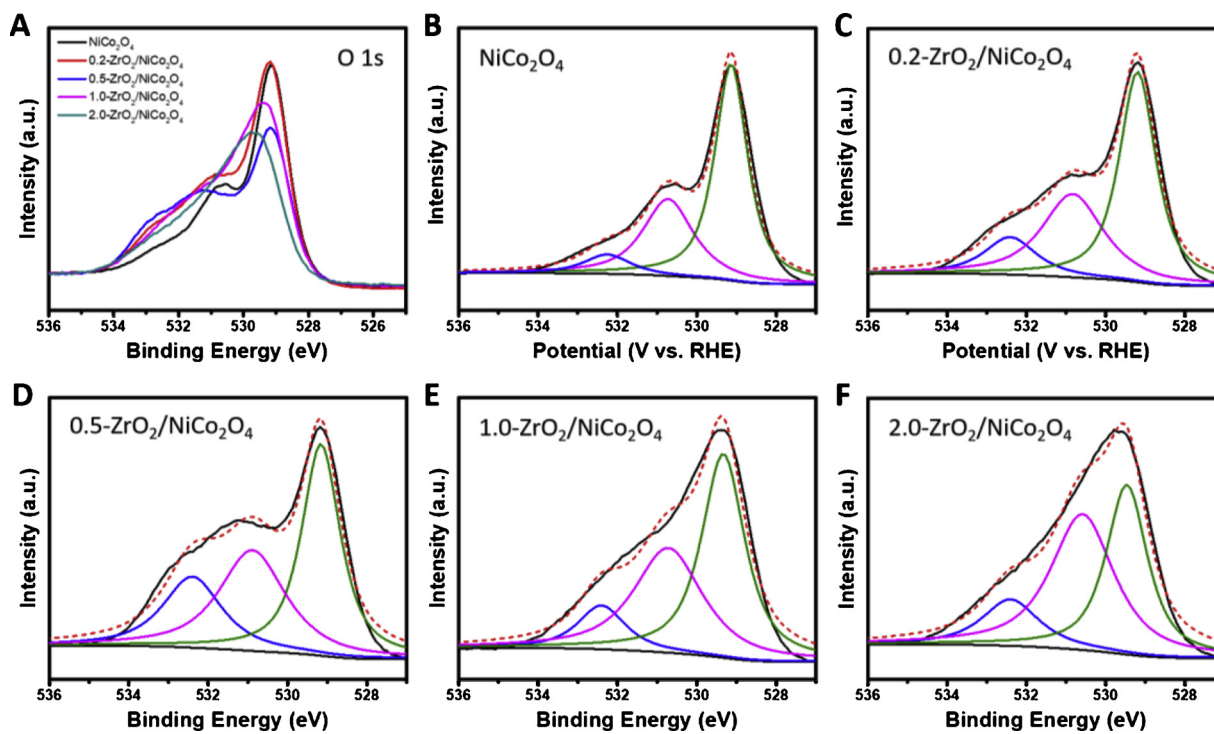 A
NiCo₂O₄
0.2-ZrO₂/NiCo₂O₄
0.5-ZrO₂/NiCo₂O₄
1.0-ZrO₂/NiCo₂O₄
2.0-ZrO₂/NiCo₂O₄
O 1s
Intensity (a.u.)
536 534 532 530 528 526
Binding Energy (eV)
B
NiCo₂O₄
Intensity (a.u.)
536 534 532 530 528
Potential (V vs. RHE)
C
0.2-ZrO₂/NiCo₂O₄
Intensity (a.u.)
536 534 532 530 528
Potential (V vs. RHE)
D
0.5-ZrO₂/NiCo₂O₄
Intensity (a.u.)
536 534 532 530 528
Binding Energy (eV)
E
1.0-ZrO₂/NiCo₂O₄
Intensity (a.u.)
536 534 532 530 528
Binding Energy (eV)
F
2.0-ZrO₂/NiCo₂O₄
Intensity (a.u.)
536 534 532 530 528
Binding Energy (eV)